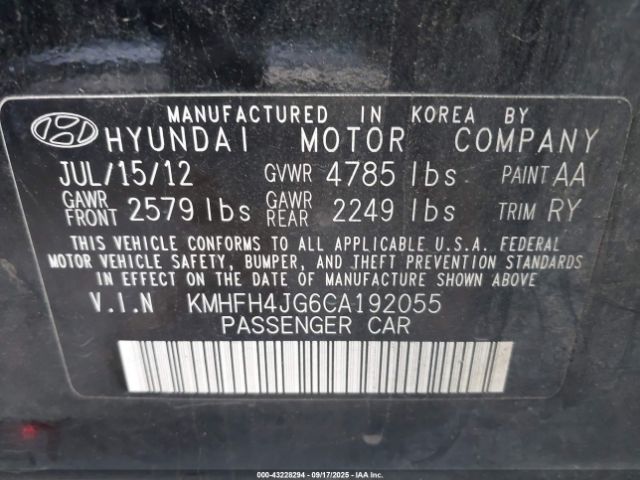 MANUFACTURED IN KOREA BY
HYUNDAI MOTOR COMPANY
JUL/15/12 GVWR 4785 lbs PAINT AA
GAWR FRONT 2579 lbs GAWR REAR 2249 lbs TRIM RY
THIS VEHICLE CONFORMS TO ALL APPLICABLE U.S.A. FEDERAL
MOTOR VEHICLE SAFETY, BUMPER, AND THEFT PREVENTION STANDARDS
IN EFFECT ON THE DATE OF MANUFACTURE SHOWN ABOVE.
V.I.N KMHFH4JG6CA192055
PASSENGER CAR
000-43228294 - 09/17/2025 - IAA, Inc.